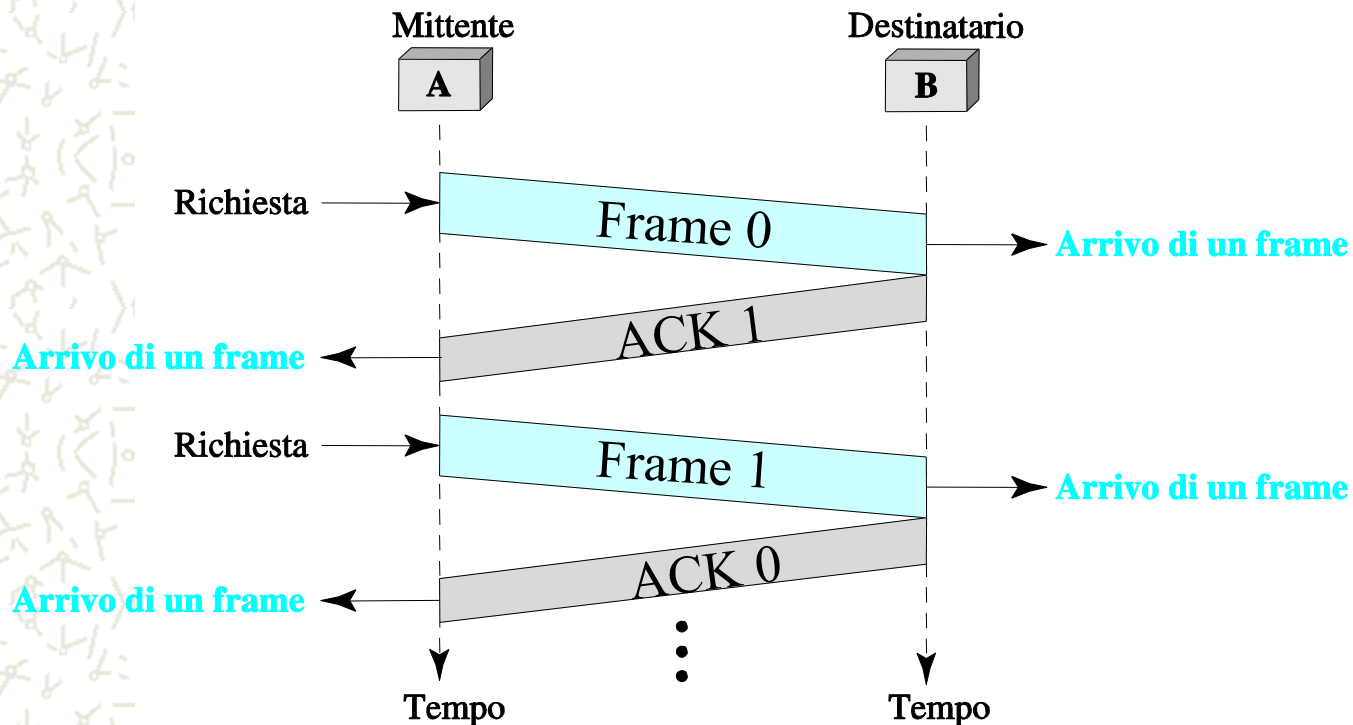 Mittente
Destinatario
A
B
Richiesta
Frame 0
Arrivo di un frame
ACK 1
Arrivo di un frame
Richiesta
Frame 1
Arrivo di un frame
ACK 0
Arrivo di un frame
Tempo
Tempo